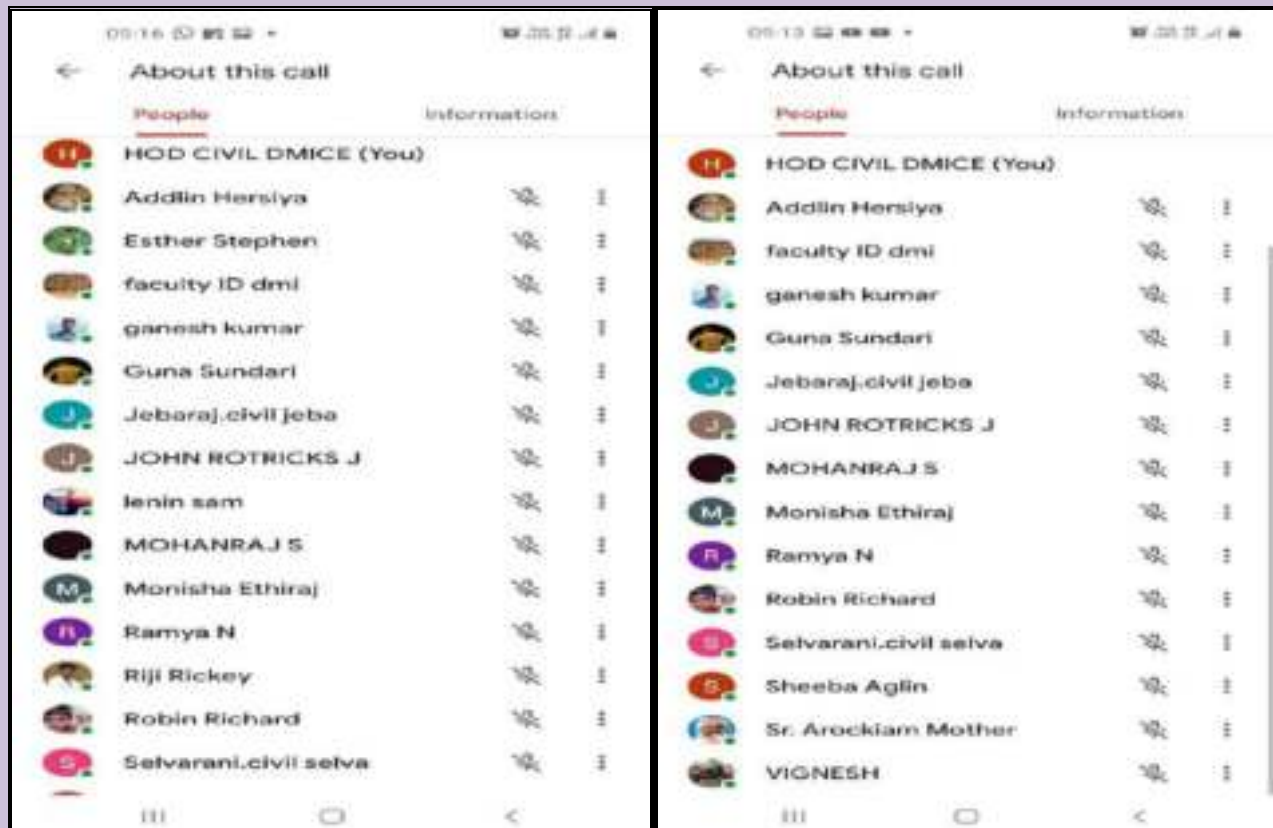 09:16
About this call
People Information
H HOD CIVIL DMICE (You)
Addlin Hersiya
Esther Stephen
faculty ID dmi
ganesh kumar
Guna Sundari
J Jebaraj.civil jeba
J JOHN ROTRICKS J
lenin sam
MOHANRAJ S
M Monisha Ethiraj
R Ramya N
Riji Rickey
Robin Richard
S Selvarani.civil selva
09:13
About this call
People Information
H HOD CIVIL DMICE (You)
Addlin Hersiya
faculty ID dmi
ganesh kumar
Guna Sundari
J Jebaraj.civil jeba
J JOHN ROTRICKS J
MOHANRAJ S
M Monisha Ethiraj
R Ramya N
Robin Richard
S Selvarani.civil selva
S Sheeba Aglin
Sr. Arockiam Mother
VIGNESH